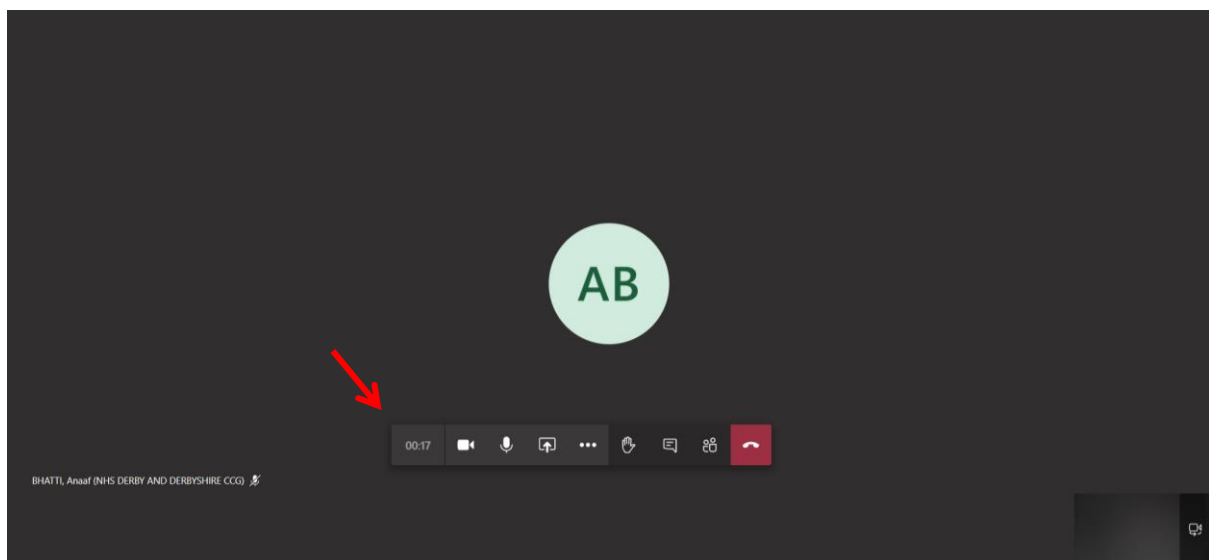 AB
00:17
BHATTI, Anaaf (NHS DERBY AND DERBYSHIRE CCG)